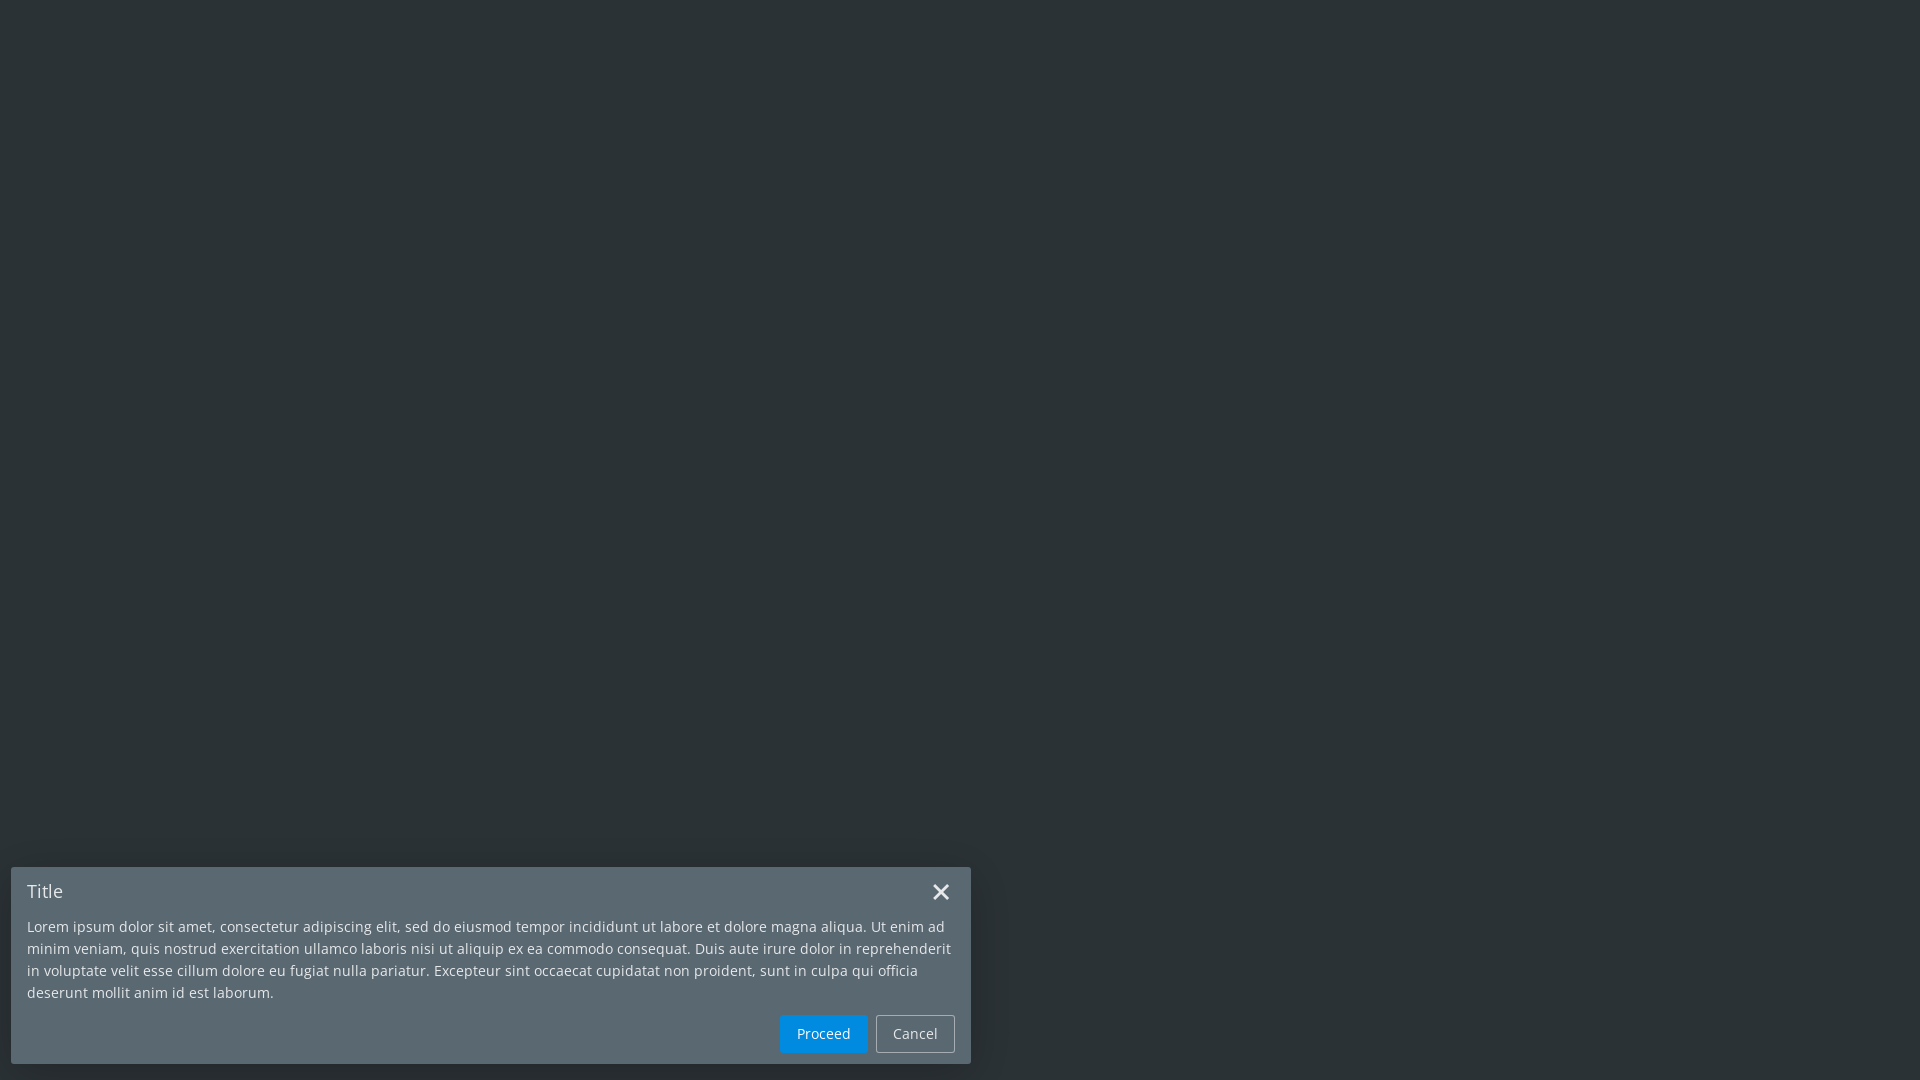 Title
Lorem ipsum dolor sit amet, consectetur adipiscing elit, sed do eiusmod tempor incididunt ut labore et dolore magna aliqua. Ut enim ad
minim veniam, quis nostrud exercitation ullamco laboris nisi ut aliquip ex ea commodo consequat. Duis aute irure dolor in reprehenderit
in voluptate velit esse cillum dolore eu fugiat nulla pariatur. Excepteur sint occaecat cupidatat non proident, sunt in culpa qui officia
deserunt mollit anim id est laborum.
Proceed Cancel